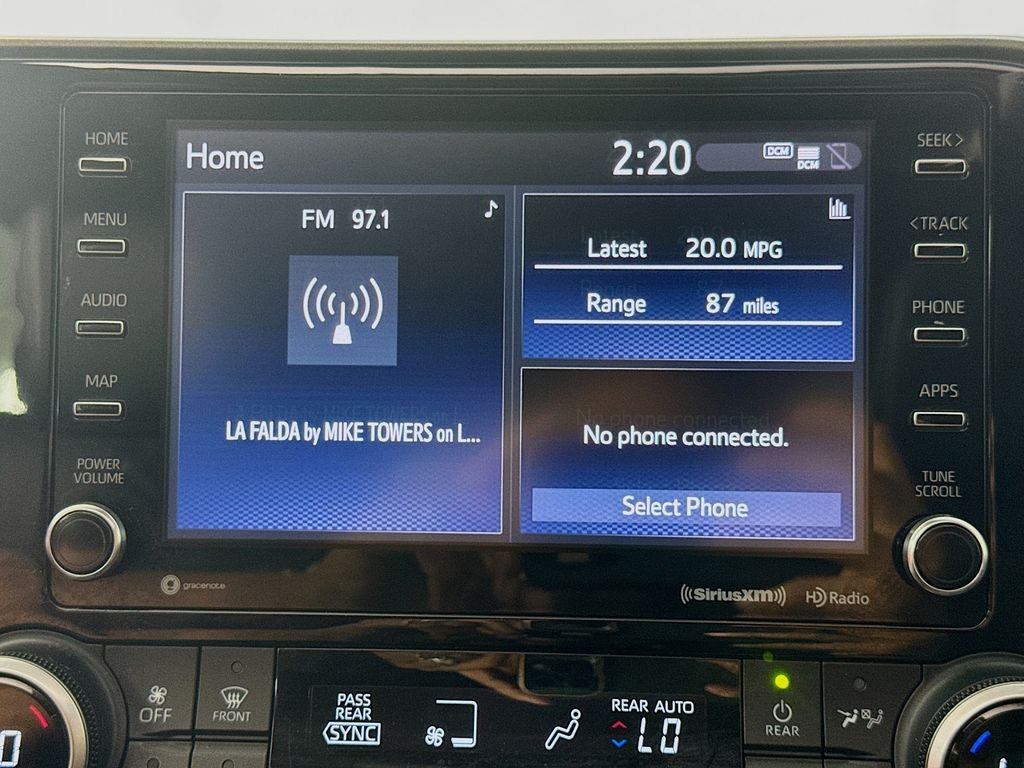 HOME
MENU
AUDIO
MAP
POWER
VOLUME
Home
2:20
DCM
DCM
FM 97.1
LA FALDA by MIKE TOWERS on L...
Latest 20.0 MPG
Range 87 miles
No phone connected.
Select Phone
SEEK >
< TRACK
PHONE
APPS
TUNE
SCROLL
gracenote
((SiriusXM))
HD Radio
OFF
FRONT
PASS
REAR
SYNC
REAR AUTO
LO
REAR
0